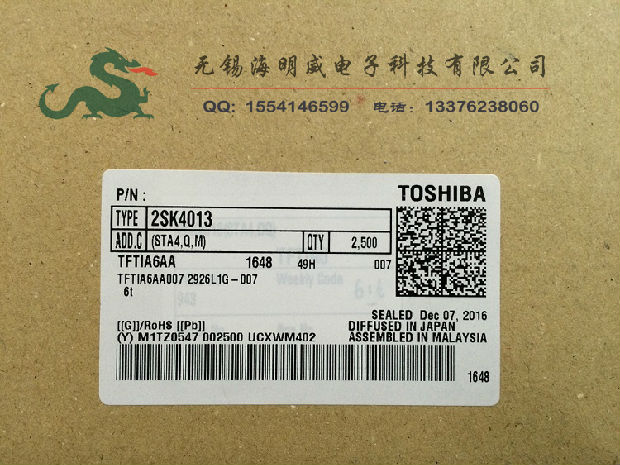 无锡海明威电子科技有限公司
QQ: 1554146599 电话: 13376238060
P/N :
TOSHIBA
TYPE 2SK4013
ADD.C (STA4,Q,M) QTY 2,500
TFTIA6AA 1648 49H 007
TFTIA6AA007 2926L1G-007
6t
SEALED Dec 07, 2016
[[G]]/RoHS [[Pb]] DIFFUSED IN JAPAN
(Y) M1TZ0547 002500 UCXWM402 ASSEMBLED IN MALAYSIA
1648